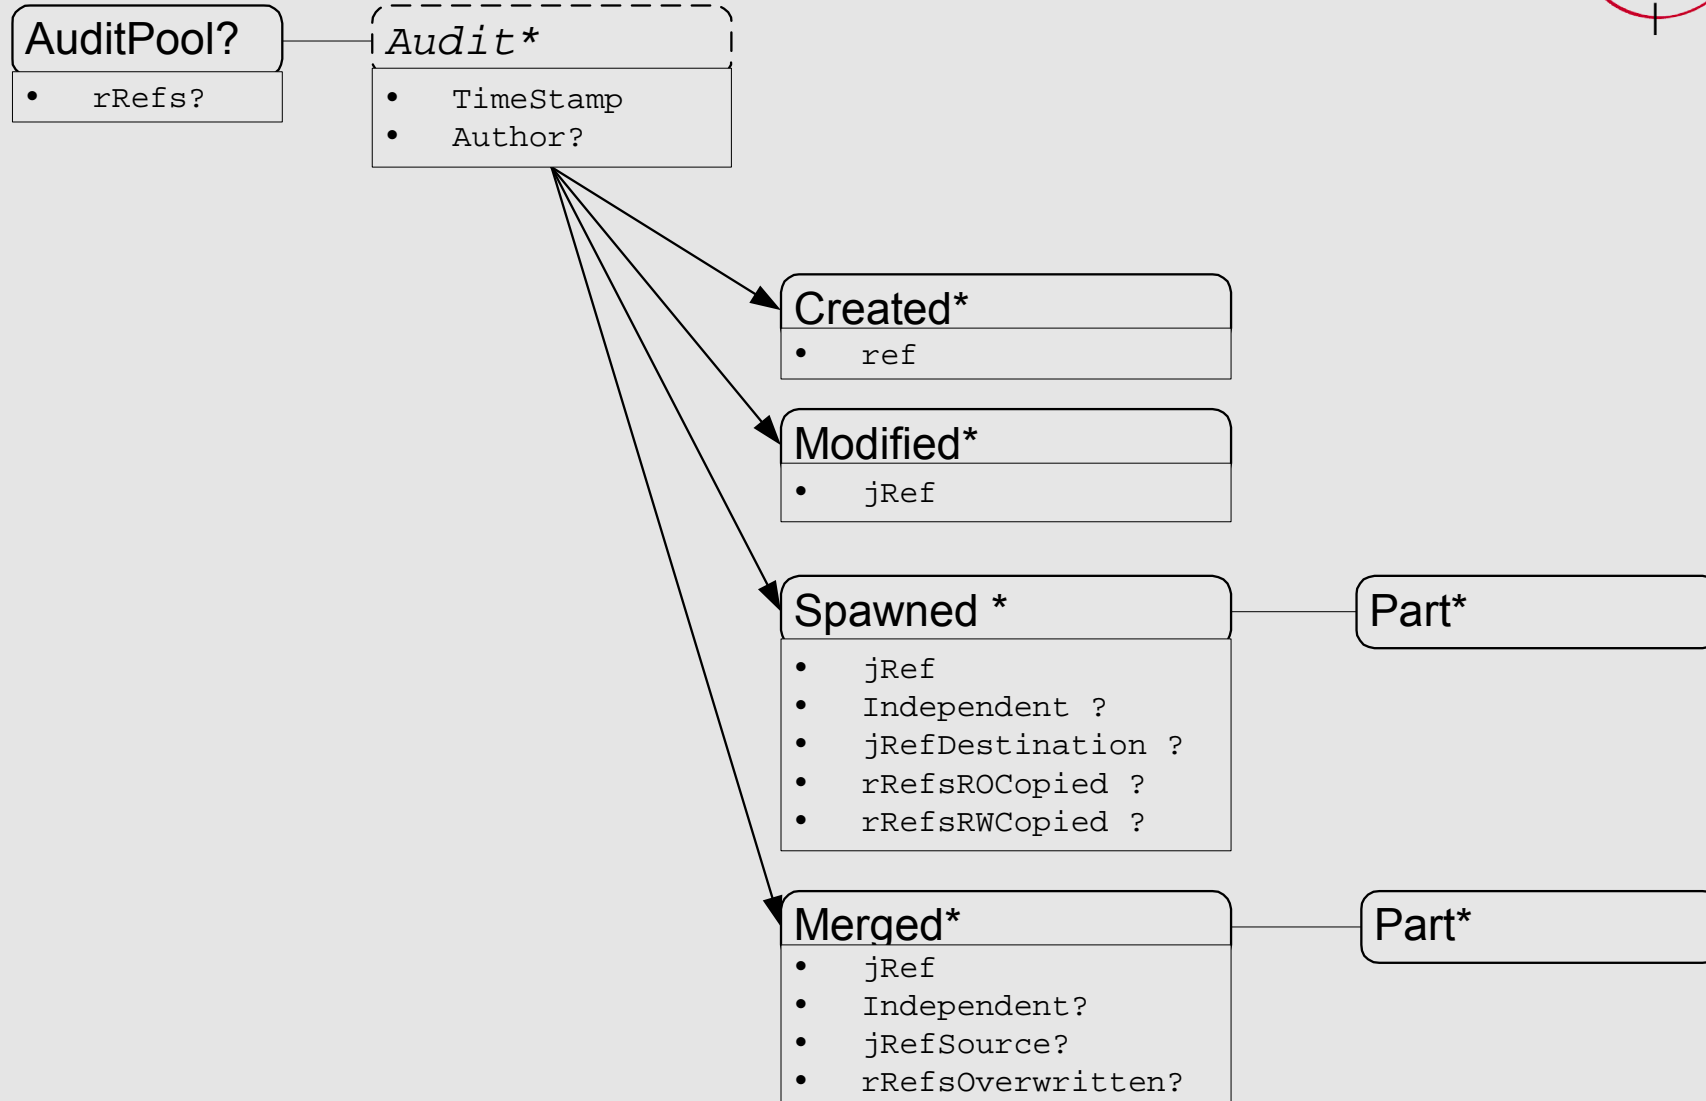 AuditPool?
• rRefs?
Audit*
• TimeStamp
• Author?
Created*
• ref
Modified*
• jRef
Spawned *
• jRef
• Independent ?
• jRefDestination ?
• rRefsROCopied ?
• rRefsRWCopied ?
Part*
Merged*
• jRef
• Independent?
• jRefSource?
• rRefsOverwritten?
Part*